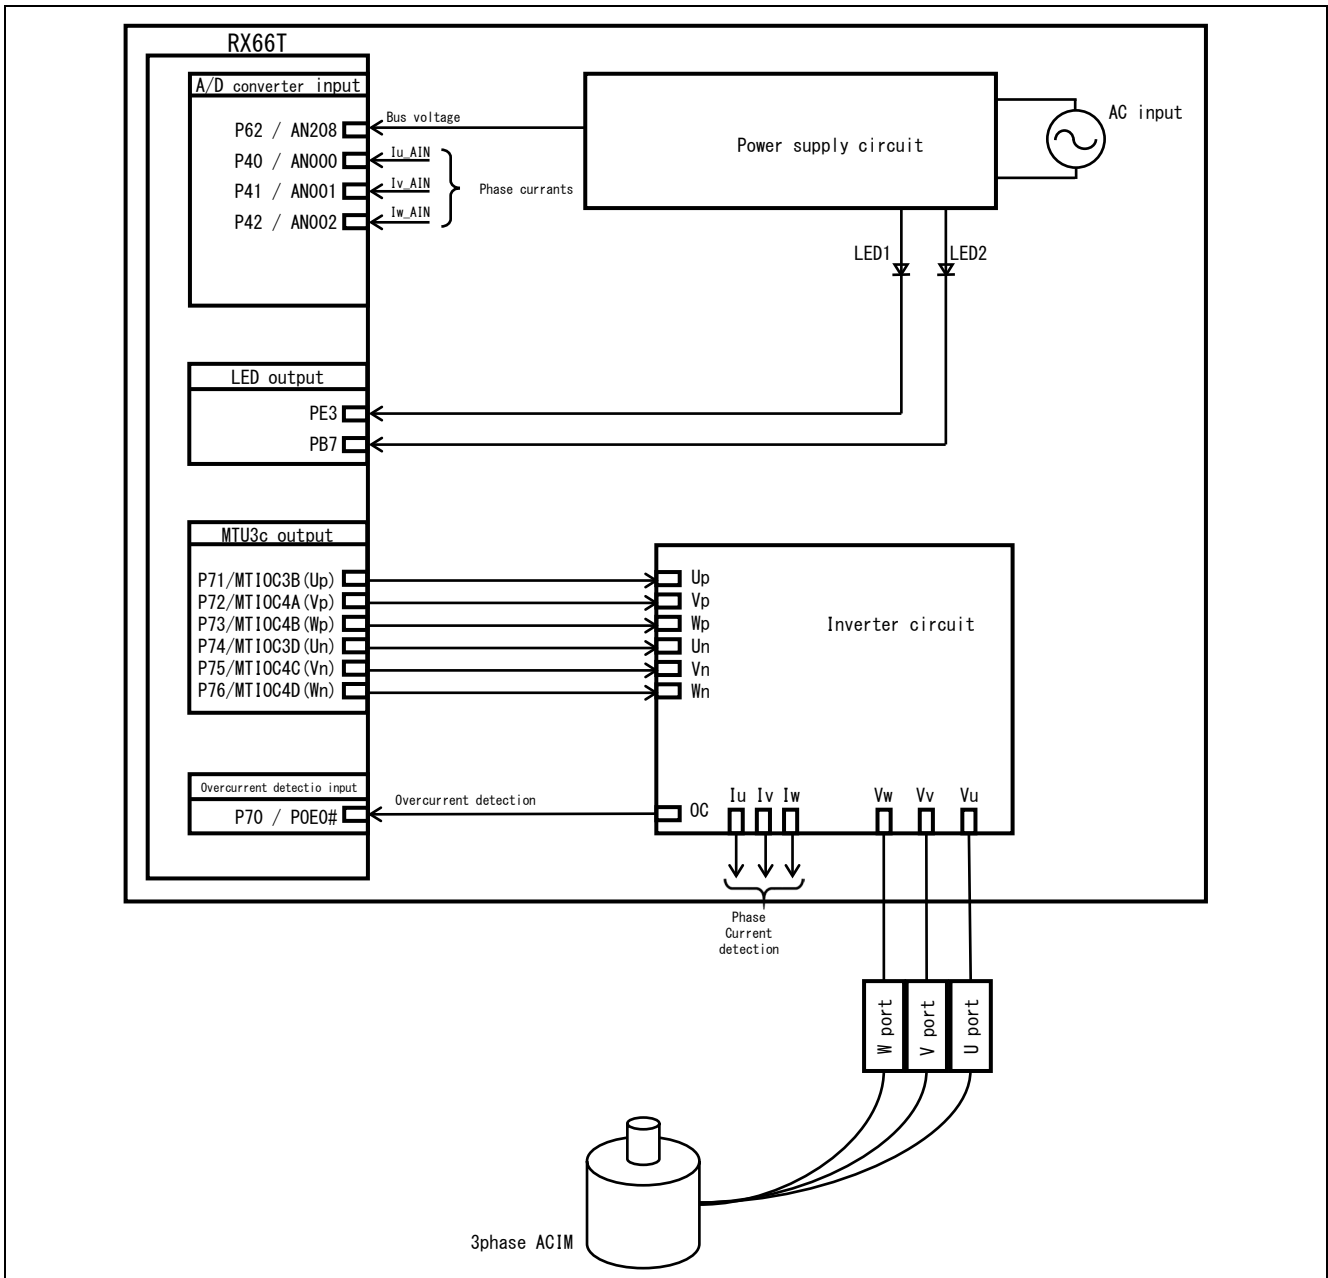 RX66T
A/D converter input
P62 / AN208
P40 / AN000
P41 / AN001
P42 / AN002
Bus voltage
Iu_AIN
Iv_AIN
Iw_AIN
Phase currants
Power supply circuit
AC input
LED1
LED2
LED output
PE3
PB7
MTU3c output
P71/MTIOC3B(Up)
P72/MTIOC4A(Vp)
P73/MTIOC4B(Wp)
P74/MTIOC3D(Un)
P75/MTIOC4C(Vn)
P76/MTIOC4D(Wn)
Up
Vp
Wp
Un
Vn
Wn
Inverter circuit
Overcurrent detectio input
P70 / POE0#
Overcurrent detection
OC
Iu Iv Iw
Vw Vv Vu
Phase
Current
detection
W port
V port
U port
3phase ACIM